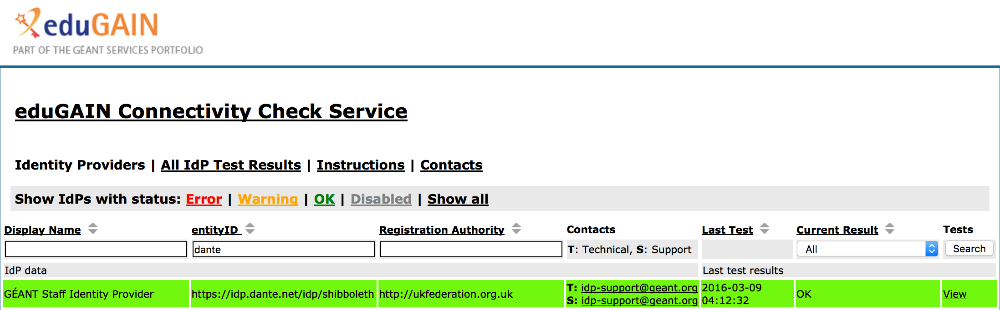 eduGAIN
PART OF THE GÉANT SERVICES PORTFOLIO
eduGAIN Connectivity Check Service
Identity Providers | All IdP Test Results | Instructions | Contacts
Show IdPs with status: Error | Warning | OK | Disabled | Show all
Display Name entityID Registration Authority Contacts Last Test Current Result Tests
dante T: Technical, S: Support All Search
IdP data Last test results
GÉANT Staff Identity Provider https://idp.dante.net/idp/shibboleth http://ukfederation.org.uk T: idp-support@geant.org 2016-03-09 OK View
S: idp-support@geant.org 04:12:32